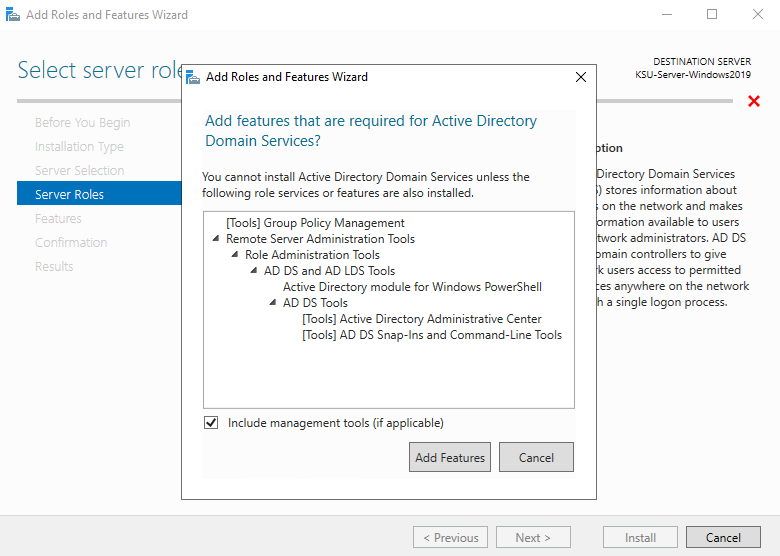 Add Roles and Features Wizard
Select server role
DESTINATION SERVER
KSU-Server-Windows2019
Before You Begin
Installation Type
Server Selection
Server Roles
Features
Confirmation
Results
Add Roles and Features Wizard
Add features that are required for Active Directory
Domain Services?
You cannot install Active Directory Domain Services unless the
following role services or features are also installed.
[Tools] Group Policy Management
Remote Server Administration Tools
Role Administration Tools
AD DS and AD LDS Tools
Active Directory module for Windows PowerShell
AD DS Tools
[Tools] Active Directory Administrative Center
[Tools] AD DS Snap-Ins and Command-Line Tools
Include management tools (if applicable)
Add Features
Cancel
Directory Domain Services
stores information about
on the network and makes
available to users
administrators. AD DS
controllers to give
users access to permitted
anywhere on the network
a single logon process.
< Previous
Next >
Install
Cancel